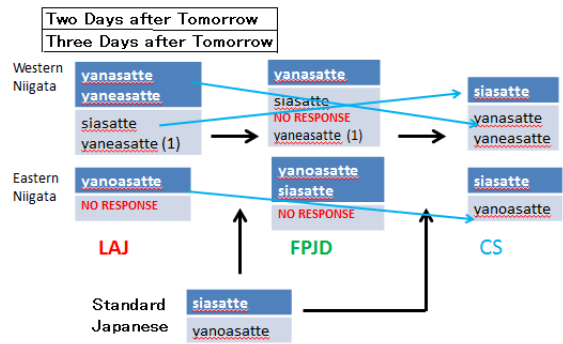 Two Days after Tomorrow
Three Days after Tomorrow
Western
Niigata
yanasatte
yaneasatte
siasatte
yaneasatte (1)
yanasatte
siasatte
NO RESPONSE
yaneasatte (1)
siasatte
yanasatte
yaneasatte
Eastern
Niigata
yanoasatte
NO RESPONSE
yanoasatte
siasatte
NO RESPONSE
siasatte
yanoasatte
LAJ
FPJD
CS
Standard
Japanese
siasatte
yanoasatte